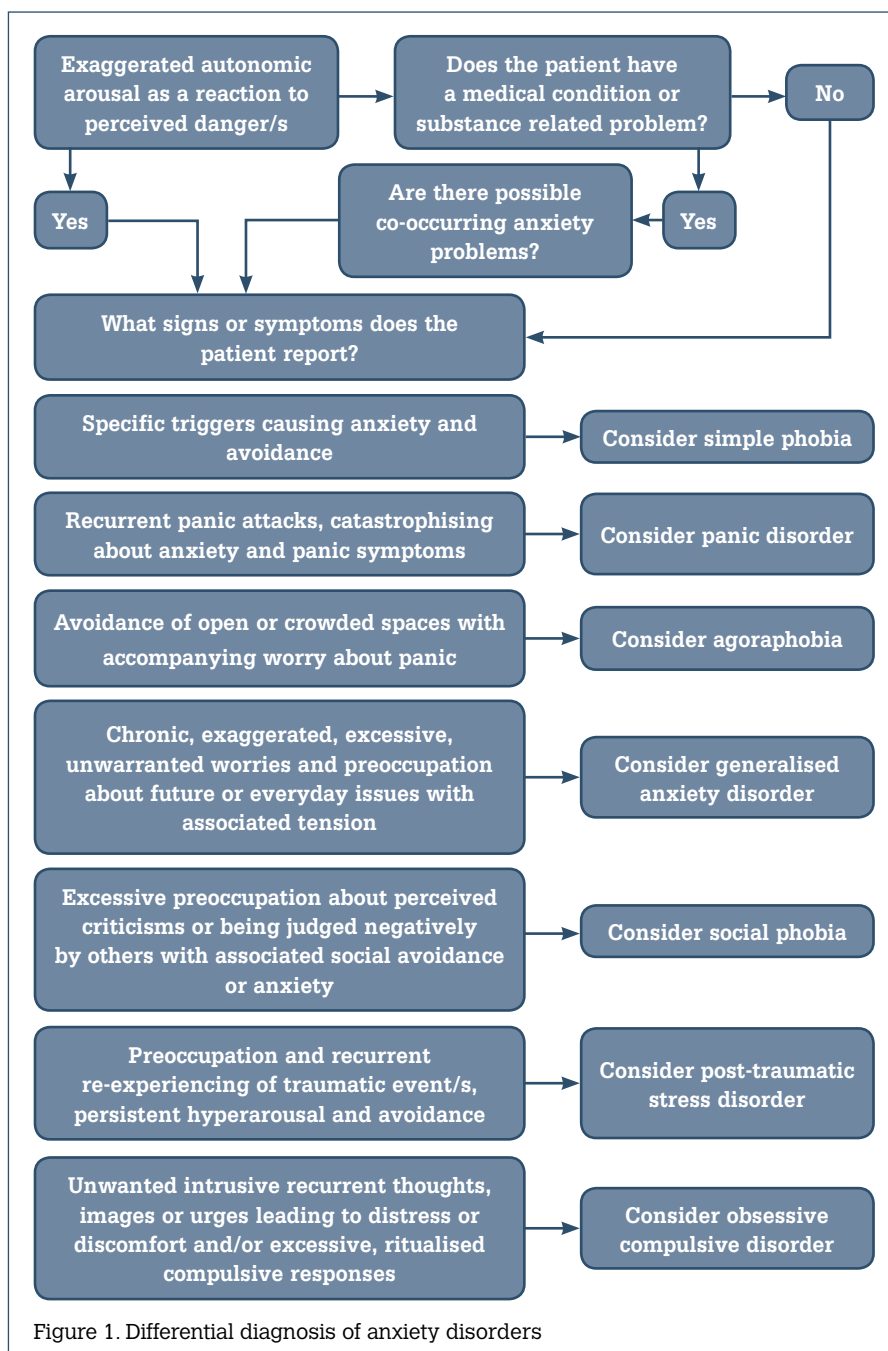 Exaggerated autonomic
arousal as a reaction to
perceived danger/s
Does the patient have
a medical condition or
substance related problem?
No
Yes
Are there possible
co-occurring anxiety
problems?
Yes
What signs or symptoms does the
patient report?
Specific triggers causing anxiety and
avoidance
Consider simple phobia
Recurrent panic attacks, catastrophising
about anxiety and panic symptoms
Consider panic disorder
Avoidance of open or crowded spaces with
accompanying worry about panic
Consider agoraphobia
Chronic, exaggerated, excessive,
unwarranted worries and preoccupation
about future or everyday issues with
associated tension
Consider generalised
anxiety disorder
Excessive preoccupation about perceived
criticisms or being judged negatively
by others with associated social avoidance
or anxiety
Consider social phobia
Preoccupation and recurrent
re-experiencing of traumatic event/s,
persistent hyperarousal and avoidance
Consider post-traumatic
stress disorder
Unwanted intrusive recurrent thoughts,
images or urges leading to distress or
discomfort and/or excessive, ritualised
compulsive responses
Consider obsessive
compulsive disorder
Figure 1. Differential diagnosis of anxiety disorders